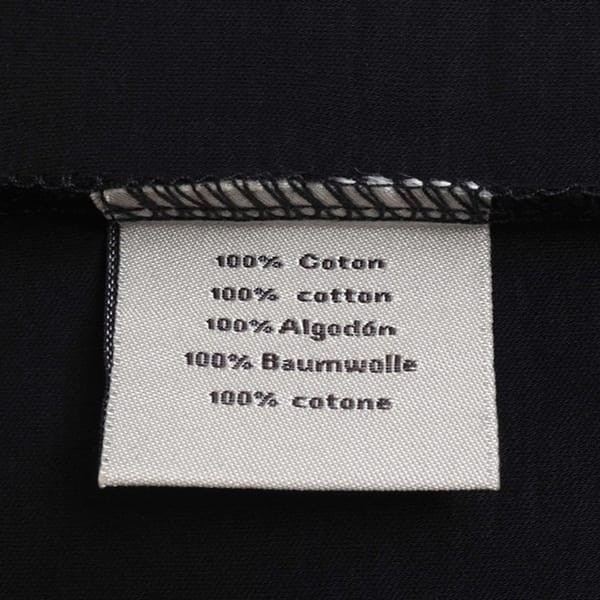 100% Coton
100% cotton
100% Algodón
100% Baumwolle
100% cotone